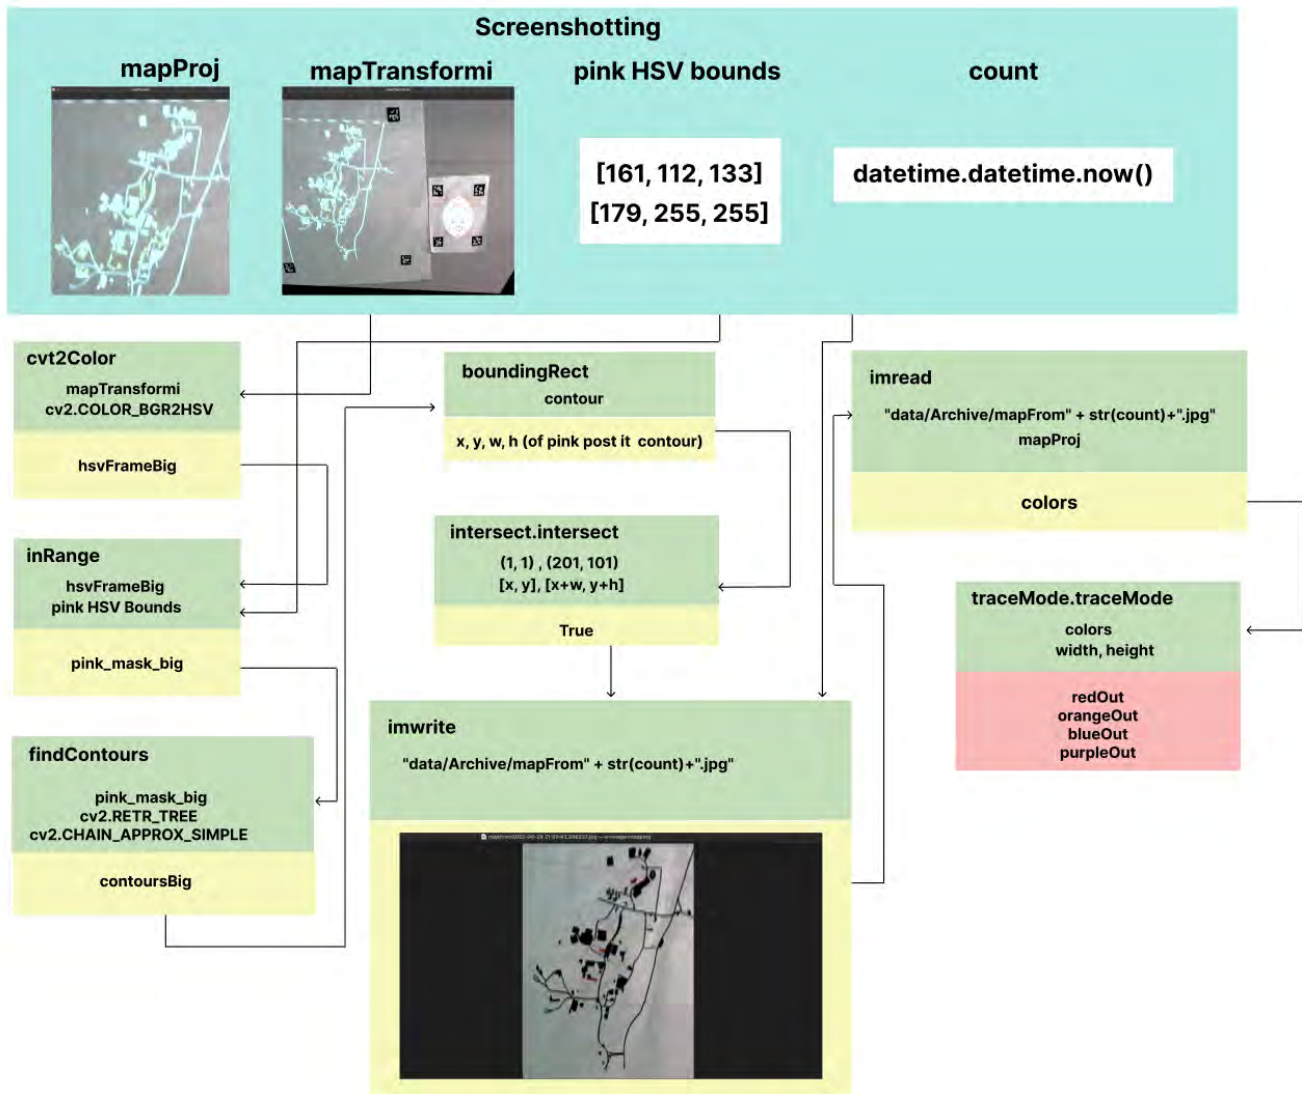 Screenshotting
mapProj
mapTransformi
pink HSV bounds
count
[161, 112, 133]
[179, 255, 255]
datetime.datetime.now()
cvt2Color
mapTransformi
cv2.COLOR_BGR2HSV
hsvFrameBig
inRange
hsvFrameBig
pink HSV Bounds
pink_mask_big
findContours
pink_mask_big
cv2.RETR_TREE
cv2.CHAIN_APPROX_SIMPLE
contoursBig
boundingRect
contour
x, y, w, h (of pink post it contour)
intersect.intersect
(1, 1) , (201, 101)
[x, y], [x+w, y+h]
True
imwrite
"data/Archive/mapFrom" + str(count)+".jpg"
imread
"data/Archive/mapFrom" + str(count)+".jpg"
mapProj
colors
traceMode.traceMode
colors
width, height
redOut
orangeOut
blueOut
purpleOut